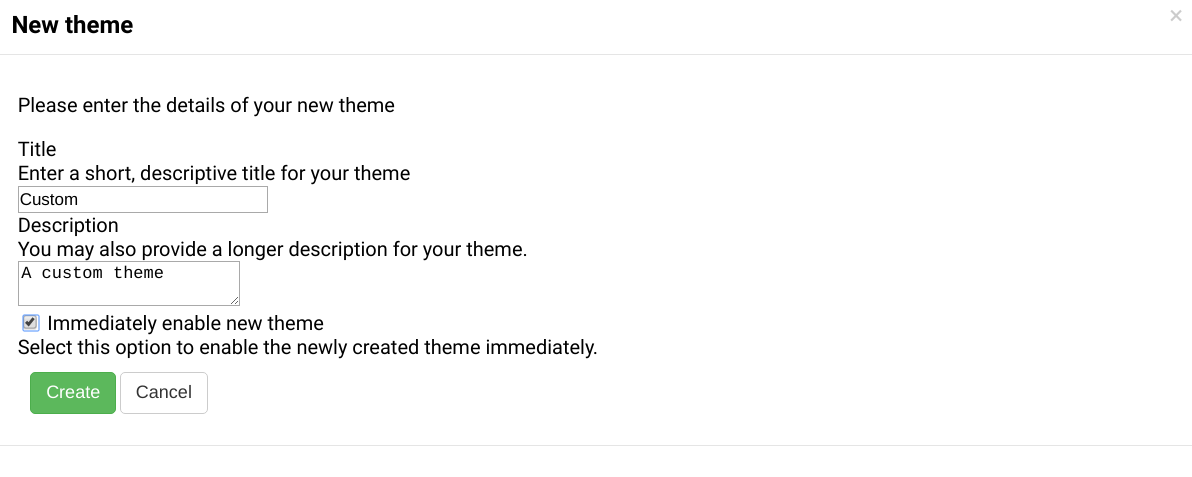 New theme
×
Please enter the details of your new theme
Title
Enter a short, descriptive title for your theme
Custom
Description
You may also provide a longer description for your theme.
A custom theme
Immediately enable new theme
Select this option to enable the newly created theme immediately.
Create Cancel